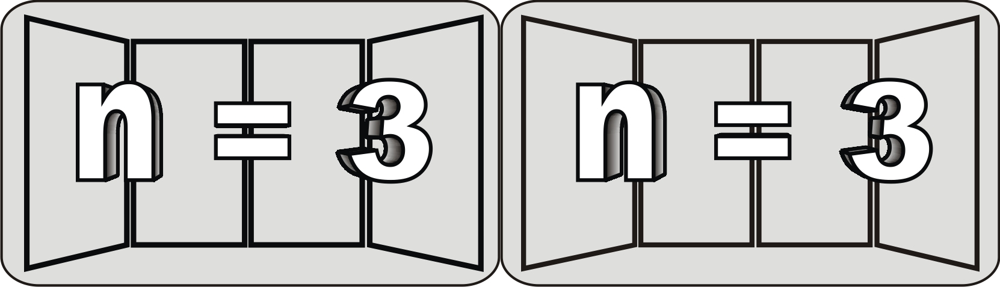 n = 3 n = 3